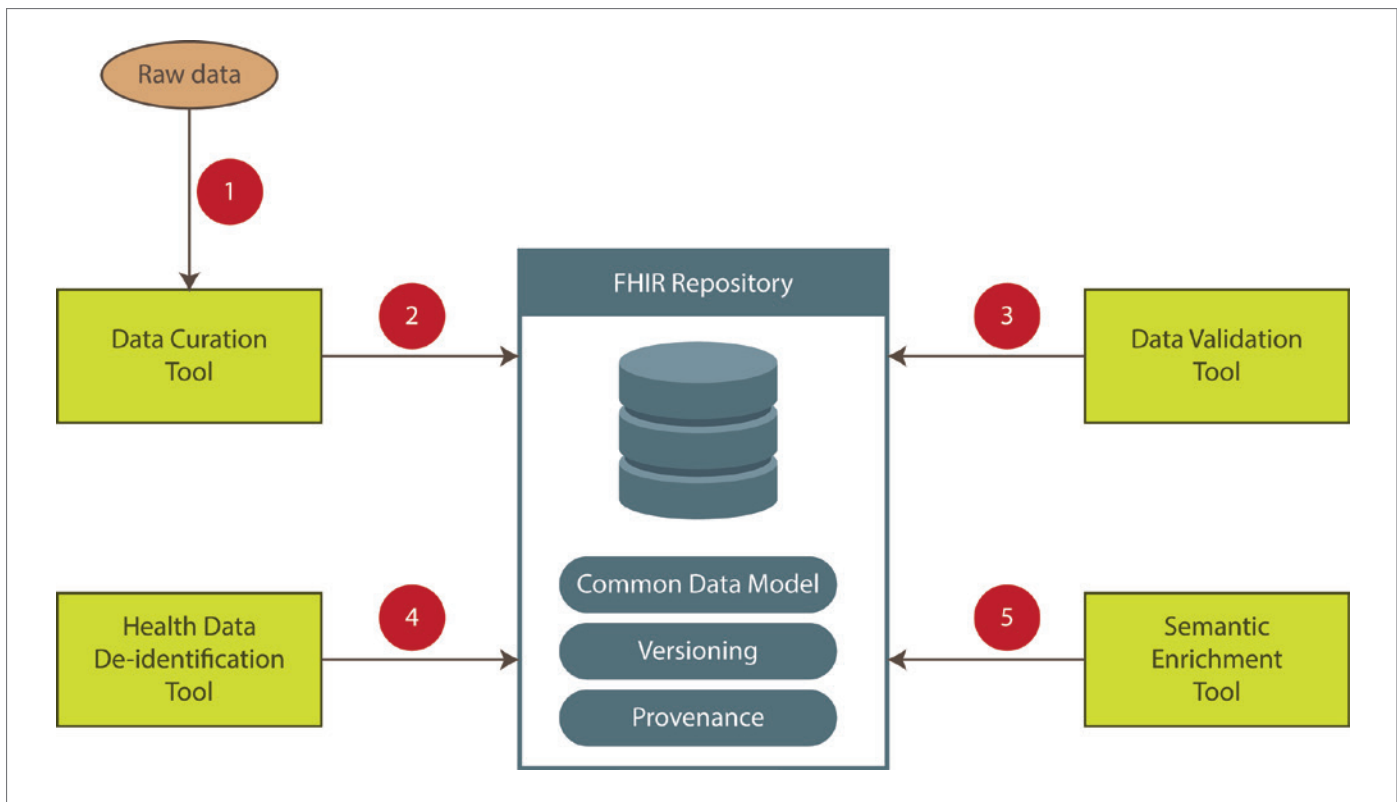 Raw data
1
Data Curation
Tool
2
FHIR Repository
3
Data Validation
Tool
Common Data Model
Versioning
Provenance
Health Data
De-identification
Tool
4
5
Semantic
Enrichment
Tool